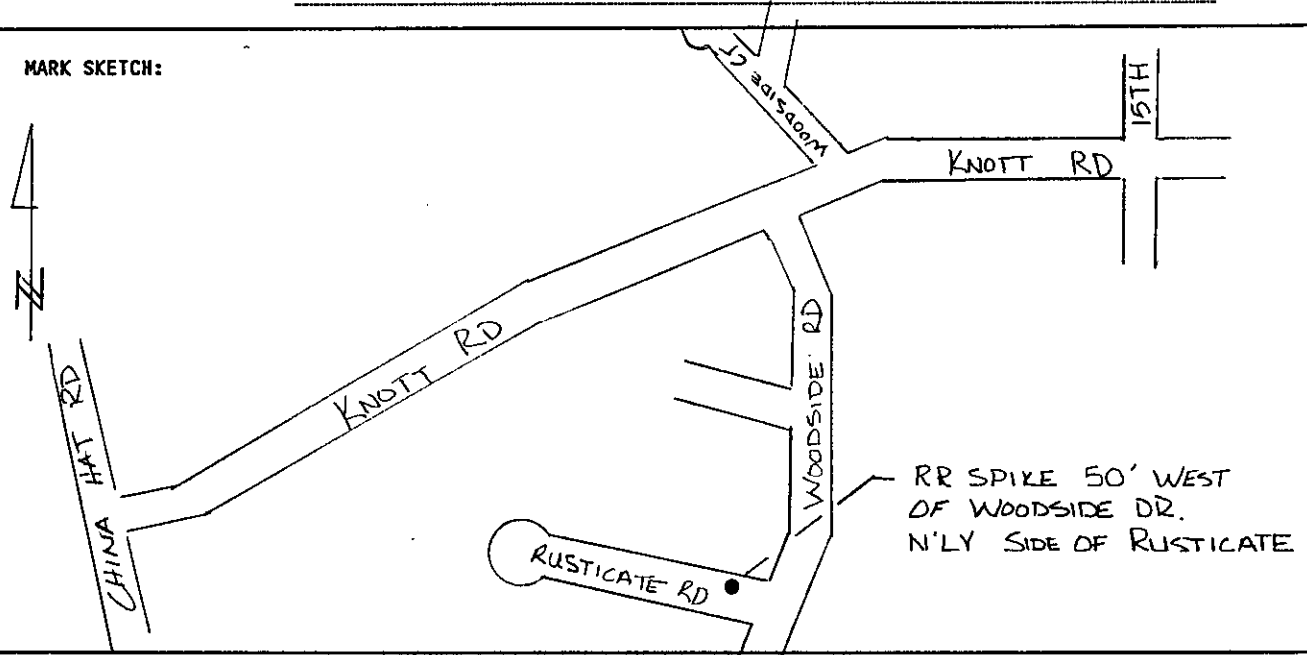 MARK SKETCH:
WOODSIDE CT
15TH
KNOTT RD
N
KNOTT RD
WOODSIDE RD
CHINA HAT RD
RR SPIKE 50' WEST
OF WOODSIDE DR.
N'LY SIDE OF RUSTICATE
RUSTICATE RD